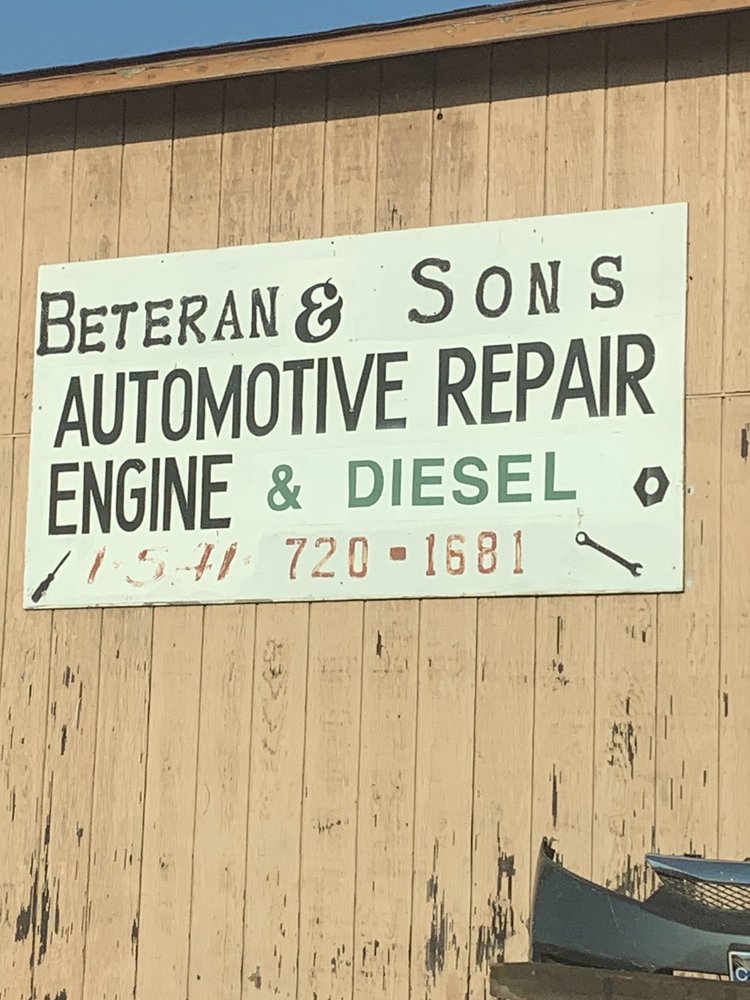 BETERAN & SONS
AUTOMOTIVE REPAIR
ENGINE & DIESEL
1-541-720-1681